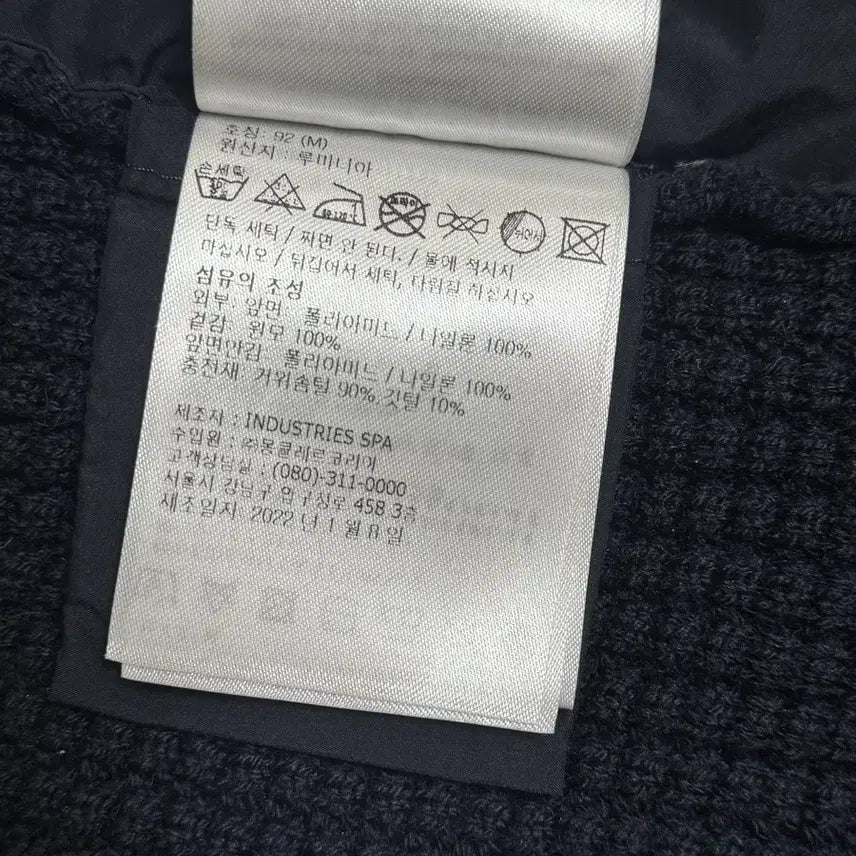 호칭: 92 (M)
원산지 : 루마니아
손세탁
단독 세탁 / 짜면 안 된다. / 물에 적시지
마십시오 / 뒤집어서 세탁, 다림질 하십시오
섬유의 조성
외부: 앞면: 폴리아미드 / 나일론 100%
겉감: 원모 100%
앞면안감: 폴리아미드 / 나일론 100%
충전재: 거위솜털 90%, 깃털 10%
제조자 : INDUSTRIES SPA
수입원 : ㈜몽클레르코리아
고객상담실 : (080)-311-0000
서울시 강남구 압구정로 458 3층
제조일자: 2022 년 1 월 8 일